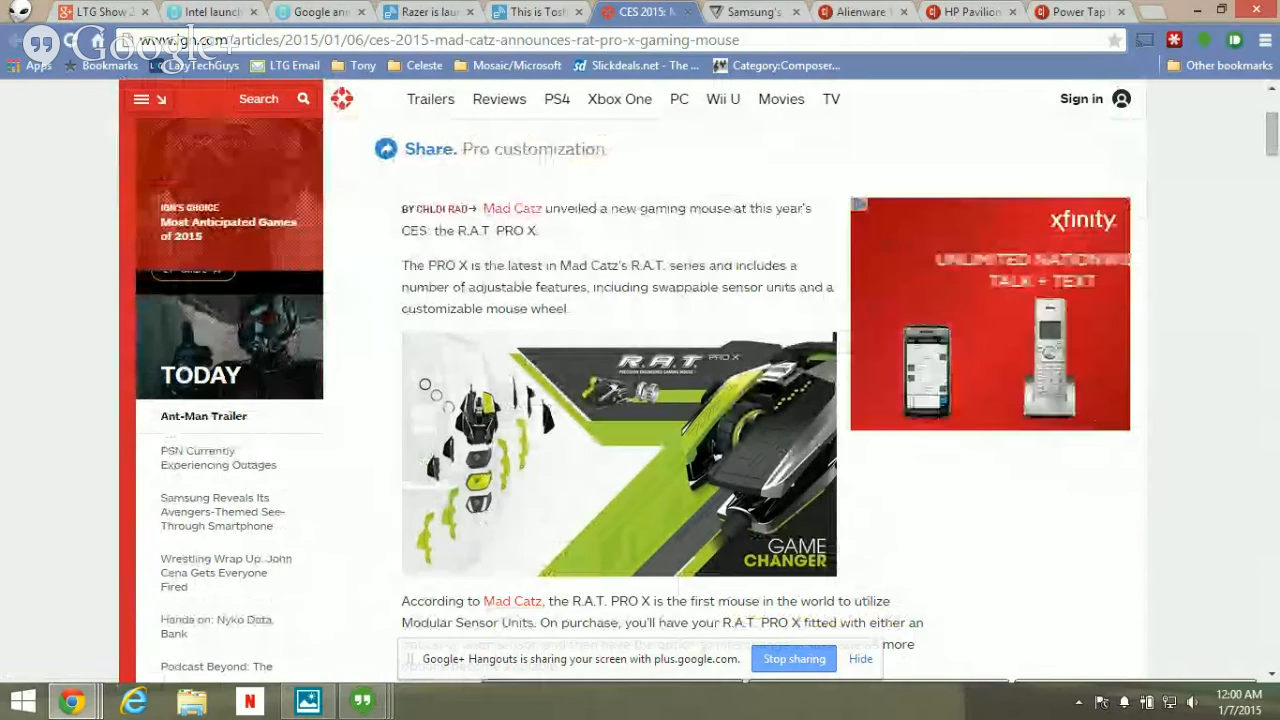 LTG Show 2
Intel launch
Google ann
Razer is lau
This is Tosh
CES 2015: M
Samsung's
Alienware
HP Pavilion
Power Tap
www.ign.com/articles/2015/01/06/ces-2015-mad-catz-announces-rat-pro-x-gaming-mouse
Google+
Apps
Bookmarks
LazyTechGuys
LTG Email
Tony
Celeste
Mosaic/Microsoft
Slickdeals.net - The ...
Category:Composer...
Other bookmarks
Search
Trailers Reviews PS4 Xbox One PC Wii U Movies TV
Sign in
Share. Pro customization.
IGN'S CHOICE
Most Anticipated Games
of 2015
TODAY
Ant-Man Trailer
PSN Currently
Experiencing Outages
Samsung Reveals Its
Avengers-Themed See-
Through Smartphone
Wrestling Wrap Up: John
Cena Gets Everyone
Fired
Hands on: Nyko Data
Bank
Podcast Beyond: The
BY CHLOI RAD Mad Catz unveiled a new gaming mouse at this year's
CES: the R.A.T. PRO X.
The PRO X is the latest in Mad Catz's R.A.T. series and includes a
number of adjustable features, including swappable sensor units and a
customizable mouse wheel.
R.A.T. PRO X
GAME
CHANGER
According to Mad Catz, the R.A.T. PRO X is the first mouse in the world to utilize
Modular Sensor Units. On purchase, you'll have your R.A.T. PRO X fitted with either an
more
xfinity
UNLIMITED
TALK + TEXT
Google+ Hangouts is sharing your screen with plus.google.com.
Stop sharing
Hide
12:00 AM
1/7/2015